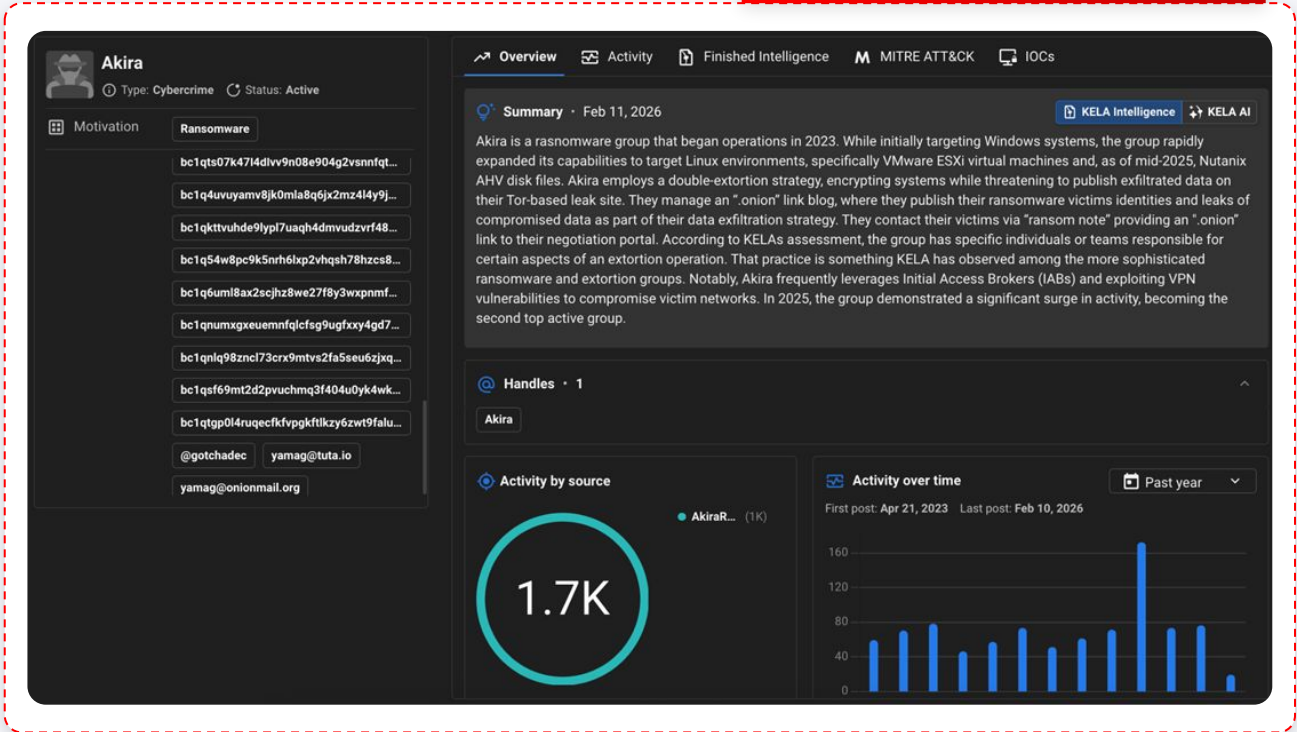 Akira
Type: Cybercrime Status: Active
Motivation
Ransomware
bc1qts07k47l4dlvv9n08e904g2vsnnfqt...
bc1q4uvuyamv8jk0mla8q6jx2mz4l4y9j...
bc1qkttvuhde9lypl7uaqh4dmvudzvrf48...
bc1q54w8pc9k5nrh6lxp2vhqsh78hzcs8...
bc1q6uml8ax2scjhz8we27f8y3wxpnmf...
bc1qnumxgxeuemnfqlcfsg9ugfxxy4gd7...
bc1qnlq98zncl73crx9mtvs2fa5seu6zjxq...
bc1qsf69mt2d2pvuchmq3f404u0yk4wk...
bc1qtgp0l4ruqecfkfvpgkftlkzy6zwt9falu...
@gotchadec yamag@tuta.io
yamag@onionmail.org
Overview Activity Finished Intelligence MITRE ATT&CK IOCs
Summary · Feb 11, 2026 KELA Intelligence KELA AI
Akira is a rasnomware group that began operations in 2023. While initially targeting Windows systems, the group rapidly
expanded its capabilities to target Linux environments, specifically VMware ESXi virtual machines and, as of mid-2025, Nutanix
AHV disk files. Akira employs a double-extortion strategy, encrypting systems while threatening to publish exfiltrated data on
their Tor-based leak site. They manage an “.onion” link blog, where they publish their ransomware victims identities and leaks of
compromised data as part of their data exfiltration strategy. They contact their victims via “ransom note” providing an “.onion”
link to their negotiation portal. According to KELAs assessment, the group has specific individuals or teams responsible for
certain aspects of an extortion operation. That practice is something KELA has observed among the more sophisticated
ransomware and extortion groups. Notably, Akira frequently leverages Initial Access Brokers (IABs) and exploiting VPN
vulnerabilities to compromise victim networks. In 2025, the group demonstrated a significant surge in activity, becoming the
second top active group.
Handles · 1
Akira
Activity by source
AkiraR... (1K)
1.7K
Activity over time Past year
First post: Apr 21, 2023 Last post: Feb 10, 2026
160
120
80
40
0